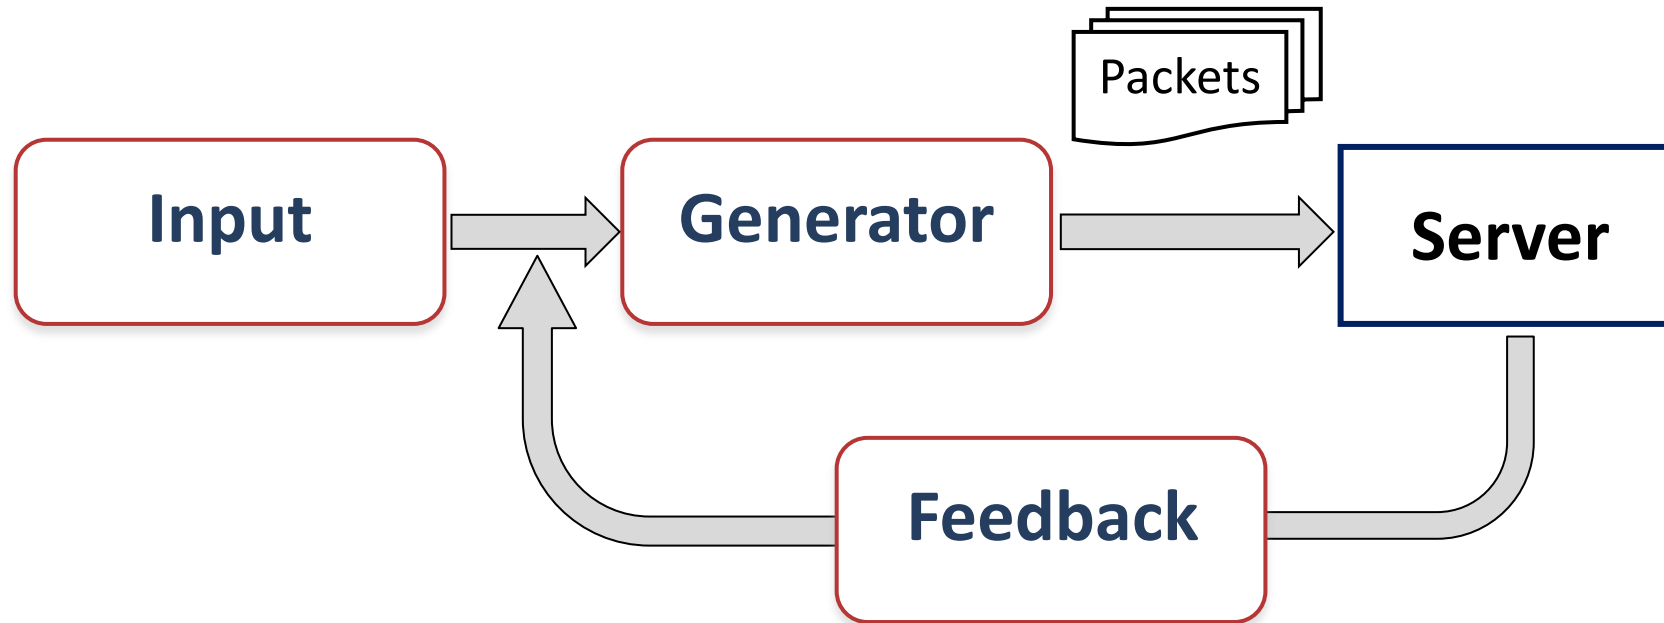 Packets
Input
Generator
Server
Feedback